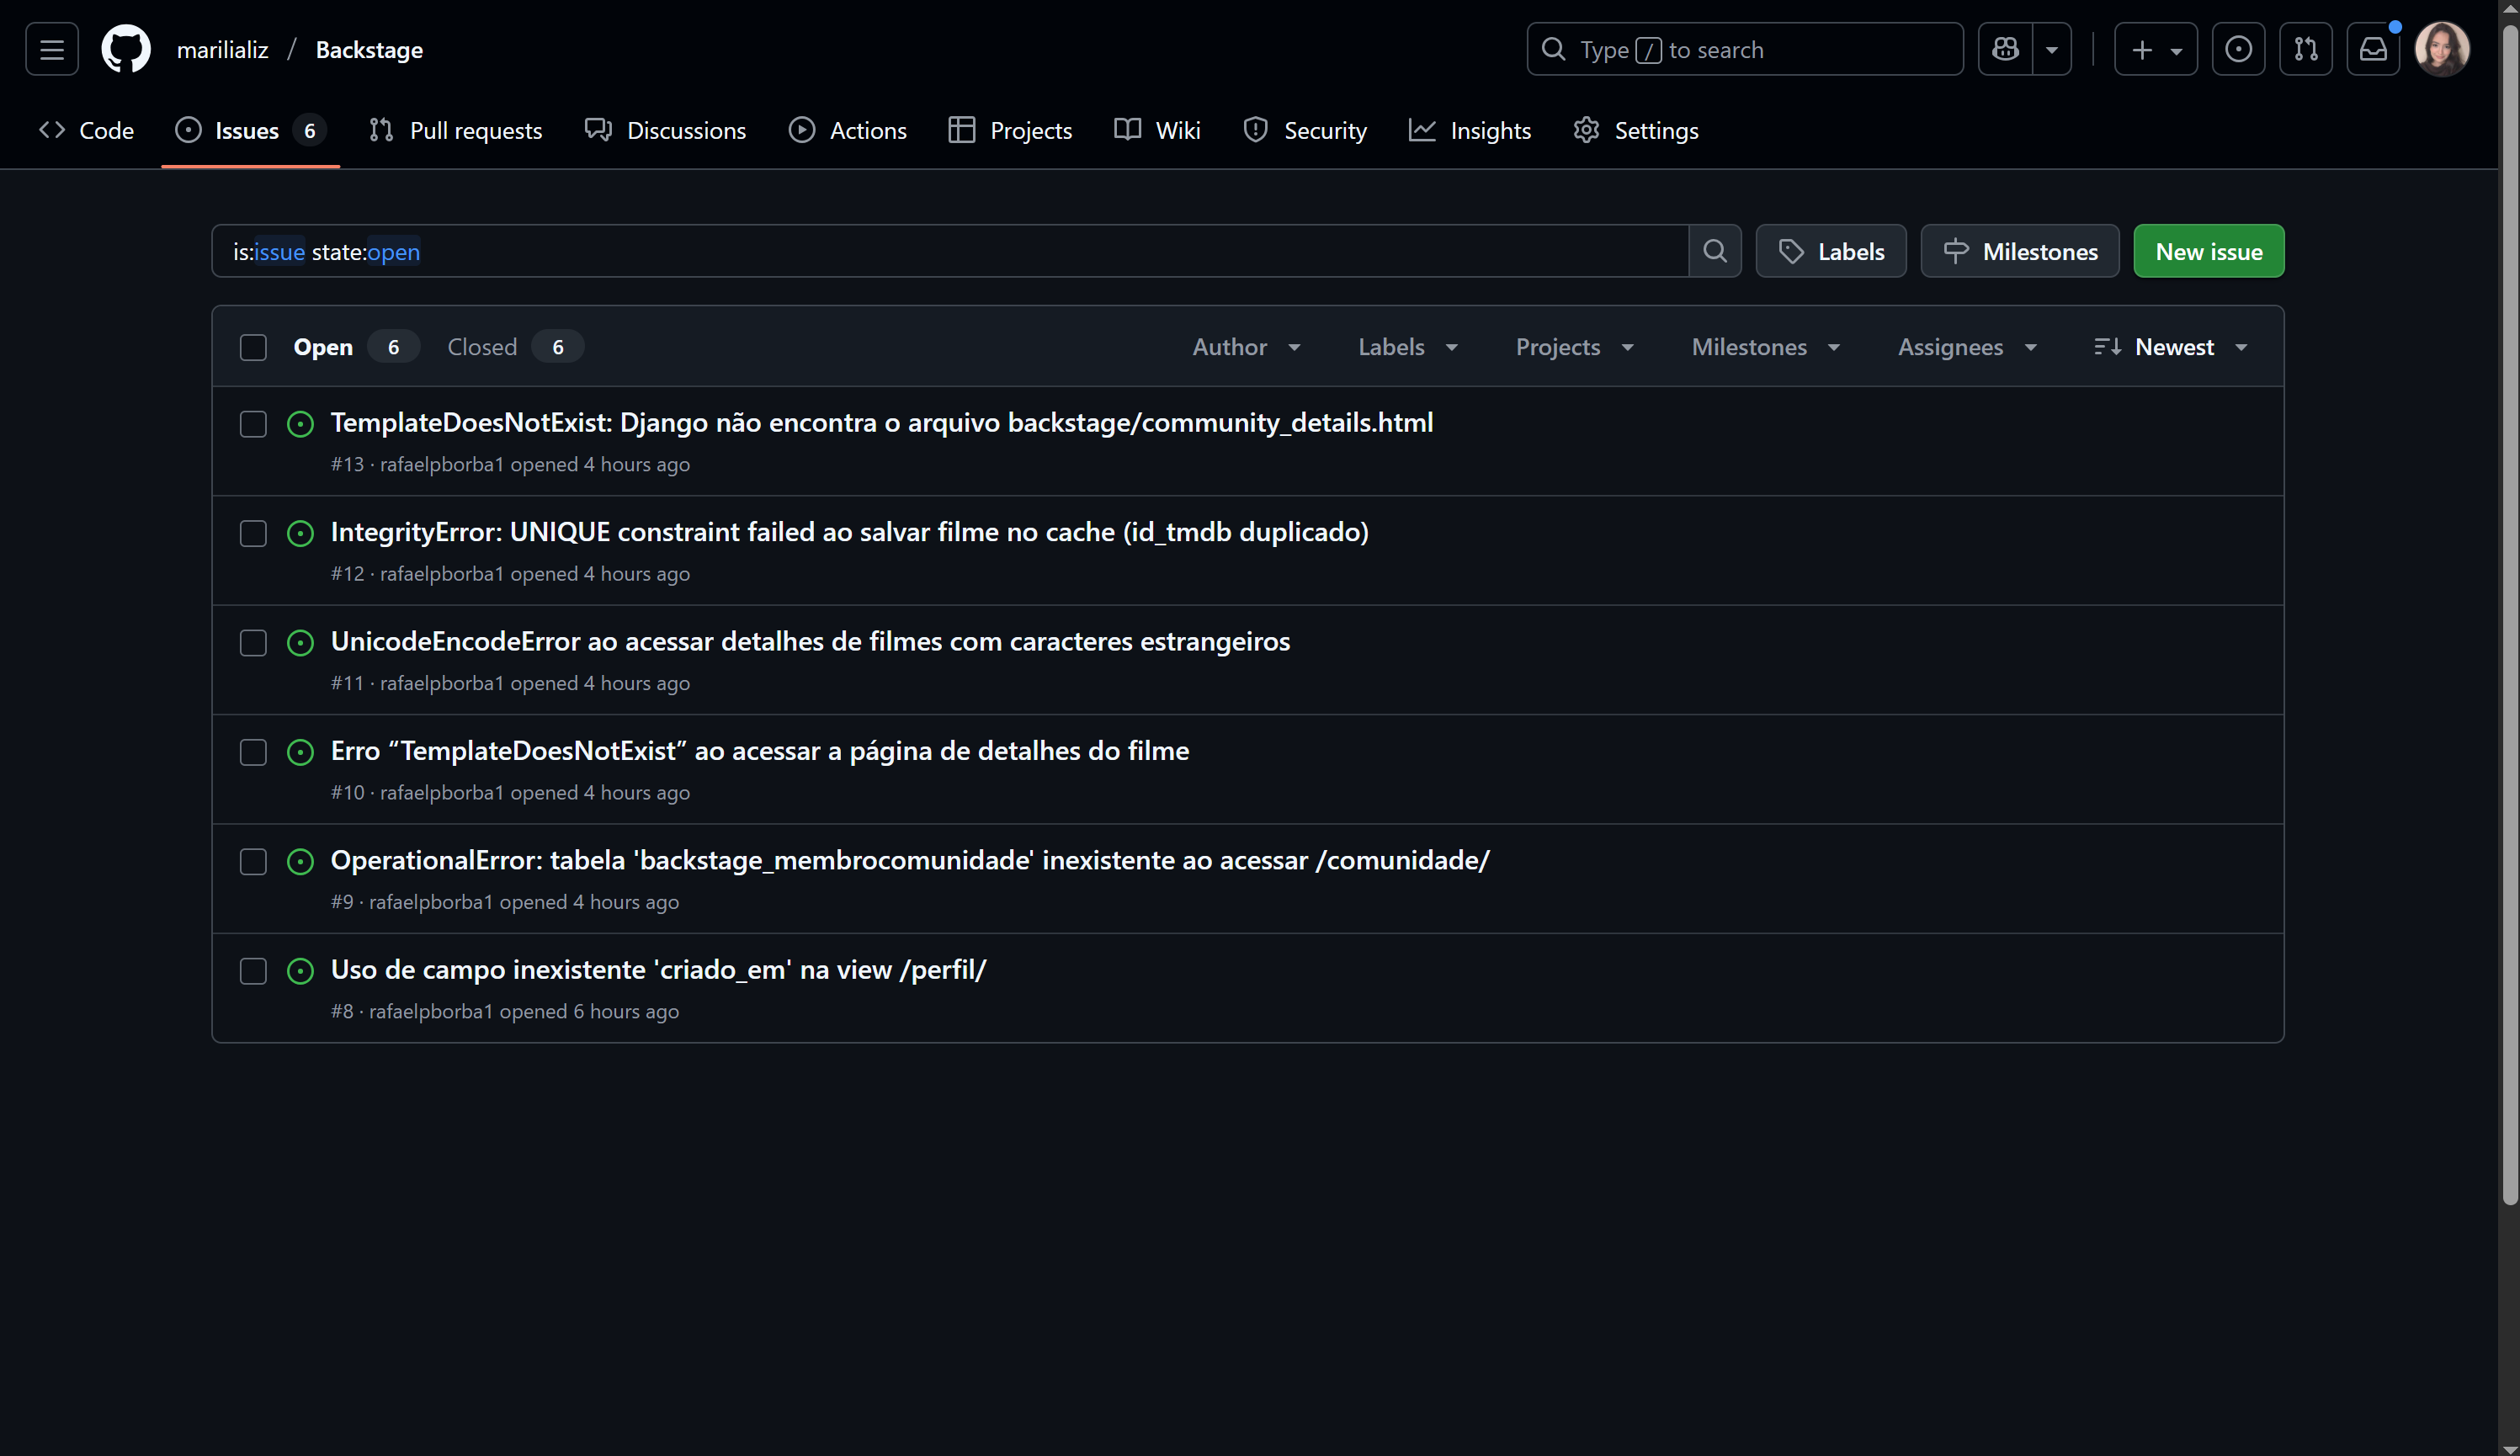 marilializ / Backstage
Type / to search
Code
Issues 6
Pull requests
Discussions
Actions
Projects
Wiki
Security
Insights
Settings
is:issue state:open
Labels
Milestones
New issue
Open 6
Closed 6
Author
Labels
Projects
Milestones
Assignees
Newest
TemplateDoesNotExist: Django não encontra o arquivo backstage/community_details.html
#13 · rafaelpborba1 opened 4 hours ago
IntegrityError: UNIQUE constraint failed ao salvar filme no cache (id_tmdb duplicado)
#12 · rafaelpborba1 opened 4 hours ago
UnicodeEncodeError ao acessar detalhes de filmes com caracteres estrangeiros
#11 · rafaelpborba1 opened 4 hours ago
Erro “TemplateDoesNotExist” ao acessar a página de detalhes do filme
#10 · rafaelpborba1 opened 4 hours ago
OperationalError: tabela 'backstage_membrocomunidade' inexistente ao acessar /comunidade/
#9 · rafaelpborba1 opened 4 hours ago
Uso de campo inexistente 'criado_em' na view /perfil/
#8 · rafaelpborba1 opened 6 hours ago